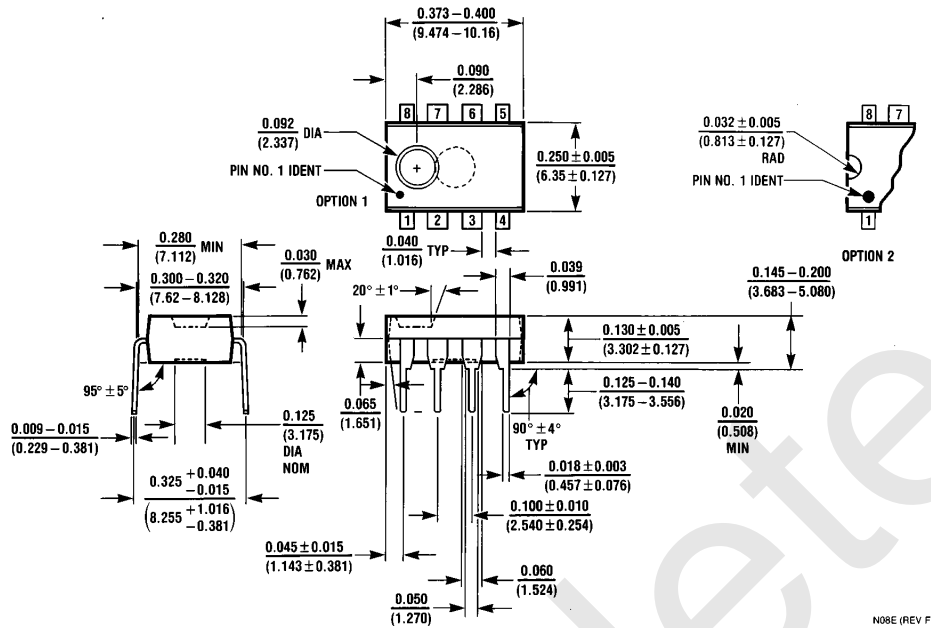 0.373–0.400
(9.474–10.16)
0.090
(2.286)
8 7 6 5
0.092 DIA
(2.337)
PIN NO. 1 IDENT
OPTION 1
0.250 ± 0.005
(6.35 ± 0.127)
1 2 3 4
8 7
0.032 ± 0.005
(0.813 ± 0.127)
RAD
PIN NO. 1 IDENT
1
OPTION 2
0.280 MIN
(7.112)
0.030 MAX
(0.762)
0.300–0.320
(7.62–8.128)
0.040 TYP
(1.016)
0.039
(0.991)
0.145–0.200
(3.683–5.080)
20° ± 1°
0.130 ± 0.005
(3.302 ± 0.127)
95° ± 5°
0.065
(1.651)
0.125–0.140
(3.175–3.556)
90° ± 4°
TYP
0.020
(0.508)
MIN
0.009–0.015
(0.229–0.381)
0.125
(3.175)
DIA
NOM
0.018 ± 0.003
(0.457 ± 0.076)
0.325 +0.040 −0.015
(8.255 +1.016 −0.381)
0.100 ± 0.010
(2.540 ± 0.254)
0.045 ± 0.015
(1.143 ± 0.381)
0.060
(1.524)
0.050
(1.270)
N08E (REV F
lete